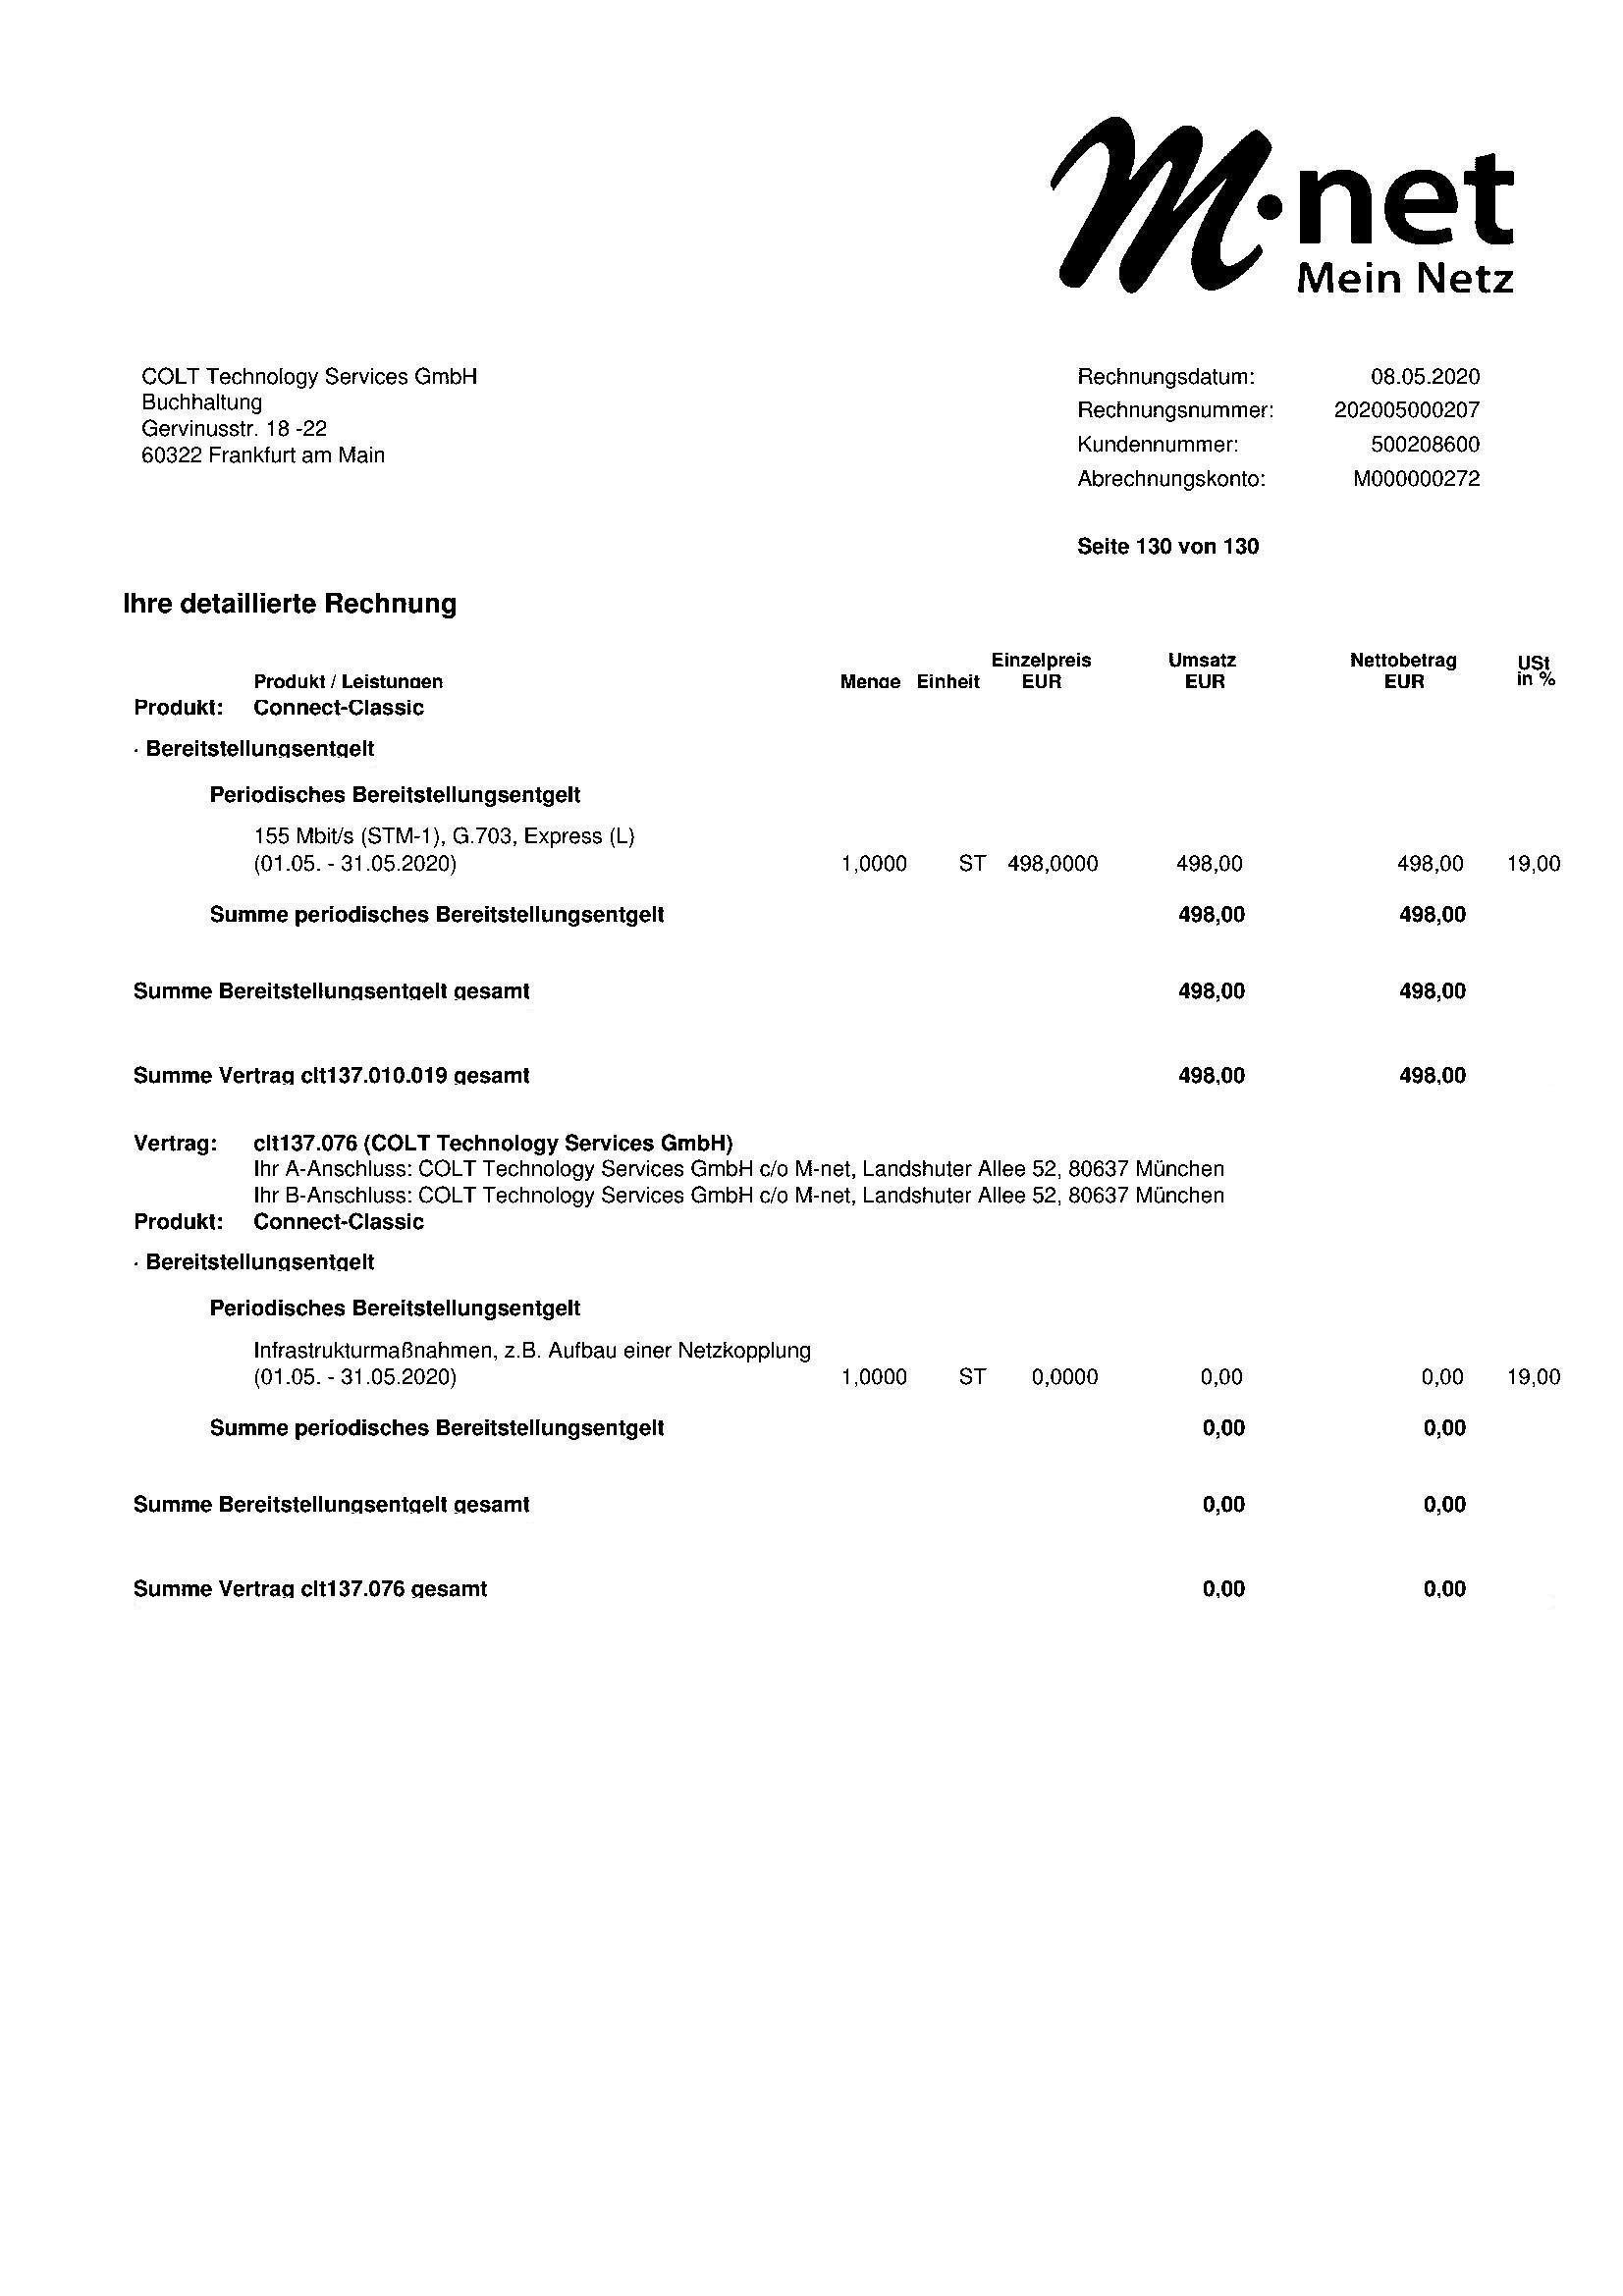 M·net
Mein Netz
COLT Technology Services GmbH
Buchhaltung
Gervinusstr. 18 -22
60322 Frankfurt am Main
Rechnungsdatum: 08.05.2020
Rechnungsnummer: 202005000207
Kundennummer: 500208600
Abrechnungskonto: M000000272
Seite 130 von 130
Ihre detaillierte Rechnung
Einzelpreis Umsatz Nettobetrag USt
Produkt / Leistungen Menge Einheit EUR EUR EUR in %
Produkt: Connect-Classic
· Bereitstellungsentgelt
Periodisches Bereitstellungsentgelt
155 Mbit/s (STM-1), G.703, Express (L)
(01.05. - 31.05.2020) 1,0000 ST 498,0000 498,00 498,00 19,00
Summe periodisches Bereitstellungsentgelt 498,00 498,00
Summe Bereitstellungsentgelt gesamt 498,00 498,00
Summe Vertrag clt137.010.019 gesamt 498,00 498,00
Vertrag: clt137.076 (COLT Technology Services GmbH)
Ihr A-Anschluss: COLT Technology Services GmbH c/o M-net, Landshuter Allee 52, 80637 München
Ihr B-Anschluss: COLT Technology Services GmbH c/o M-net, Landshuter Allee 52, 80637 München
Produkt: Connect-Classic
· Bereitstellungsentgelt
Periodisches Bereitstellungsentgelt
Infrastrukturmaßnahmen, z.B. Aufbau einer Netzkopplung
(01.05. - 31.05.2020) 1,0000 ST 0,0000 0,00 0,00 19,00
Summe periodisches Bereitstellungsentgelt 0,00 0,00
Summe Bereitstellungsentgelt gesamt 0,00 0,00
Summe Vertrag clt137.076 gesamt 0,00 0,00